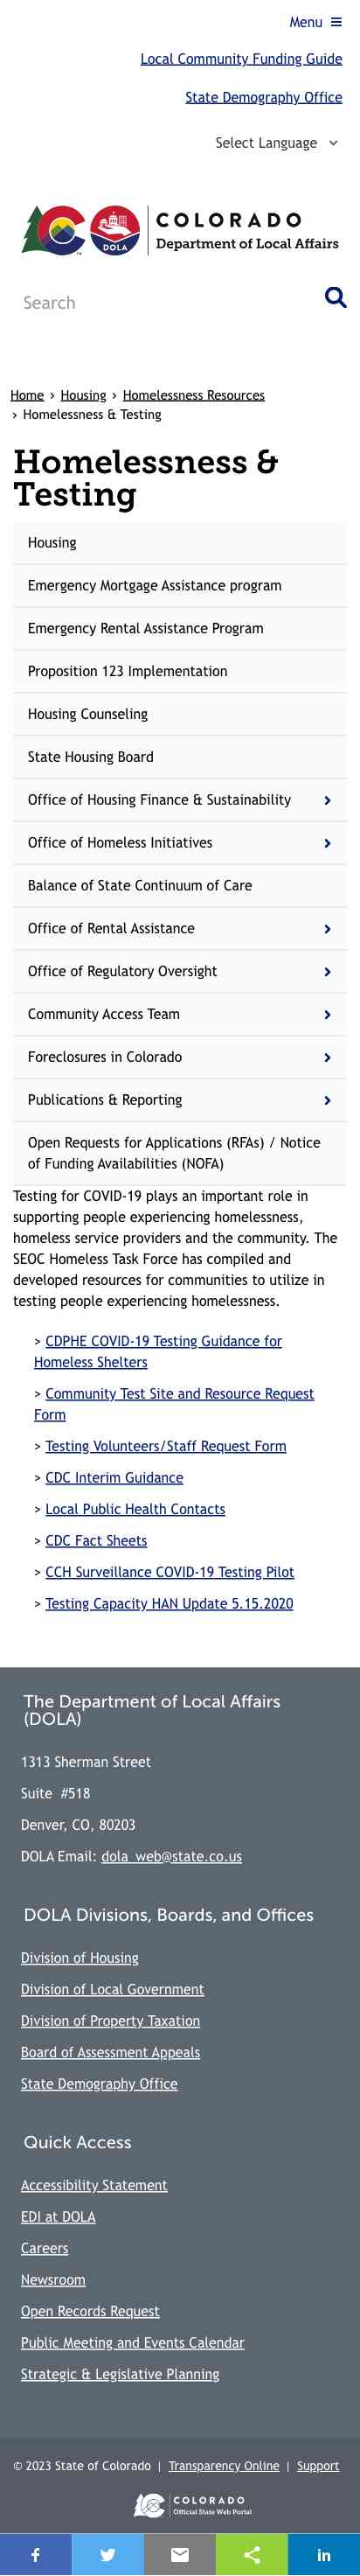 Menu
Local Community Funding Guide
State Demography Office
Select Language
DOLA
COLORADO
Department of Local Affairs
Search
Home › Housing › Homelessness Resources
› Homelessness & Testing
Homelessness &
Testing
Housing
Emergency Mortgage Assistance program
Emergency Rental Assistance Program
Proposition 123 Implementation
Housing Counseling
State Housing Board
Office of Housing Finance & Sustainability
Office of Homeless Initiatives
Balance of State Continuum of Care
Office of Rental Assistance
Office of Regulatory Oversight
Community Access Team
Foreclosures in Colorado
Publications & Reporting
Open Requests for Applications (RFAs) / Notice
of Funding Availabilities (NOFA)
Testing for COVID-19 plays an important role in
supporting people experiencing homelessness,
homeless service providers and the community. The
SEOC Homeless Task Force has compiled and
developed resources for communities to utilize in
testing people experiencing homelessness.
> CDPHE COVID-19 Testing Guidance for
Homeless Shelters
> Community Test Site and Resource Request
Form
> Testing Volunteers/Staff Request Form
> CDC Interim Guidance
> Local Public Health Contacts
> CDC Fact Sheets
> CCH Surveillance COVID-19 Testing Pilot
> Testing Capacity HAN Update 5.15.2020
The Department of Local Affairs
(DOLA)
1313 Sherman Street
Suite #518
Denver, CO, 80203
DOLA Email: dola_web@state.co.us
DOLA Divisions, Boards, and Offices
Division of Housing
Division of Local Government
Division of Property Taxation
Board of Assessment Appeals
State Demography Office
Quick Access
Accessibility Statement
EDI at DOLA
Careers
Newsroom
Open Records Request
Public Meeting and Events Calendar
Strategic & Legislative Planning
© 2023 State of Colorado | Transparency Online | Support
COLORADO
Official State Web Portal